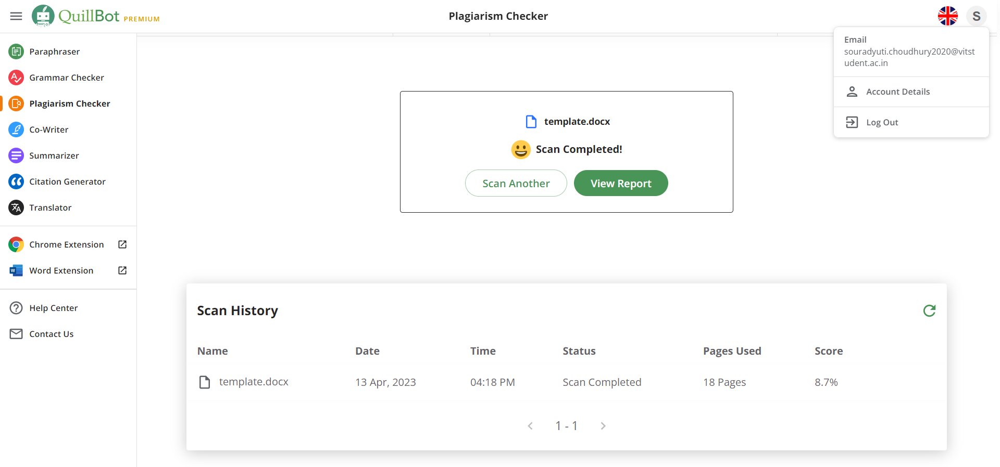 QuillBot PREMIUM
Plagiarism Checker
S
Email
souradyuti.choudhury2020@vitst
udent.ac.in
Account Details
Log Out
Paraphraser
Grammar Checker
Plagiarism Checker
Co-Writer
Summarizer
Citation Generator
Translator
Chrome Extension
Word Extension
Help Center
Contact Us
template.docx
Scan Completed!
Scan Another View Report
Scan History
Name Date Time Status Pages Used Score
template.docx 13 Apr, 2023 04:18 PM Scan Completed 18 Pages 8.7%
1 - 1